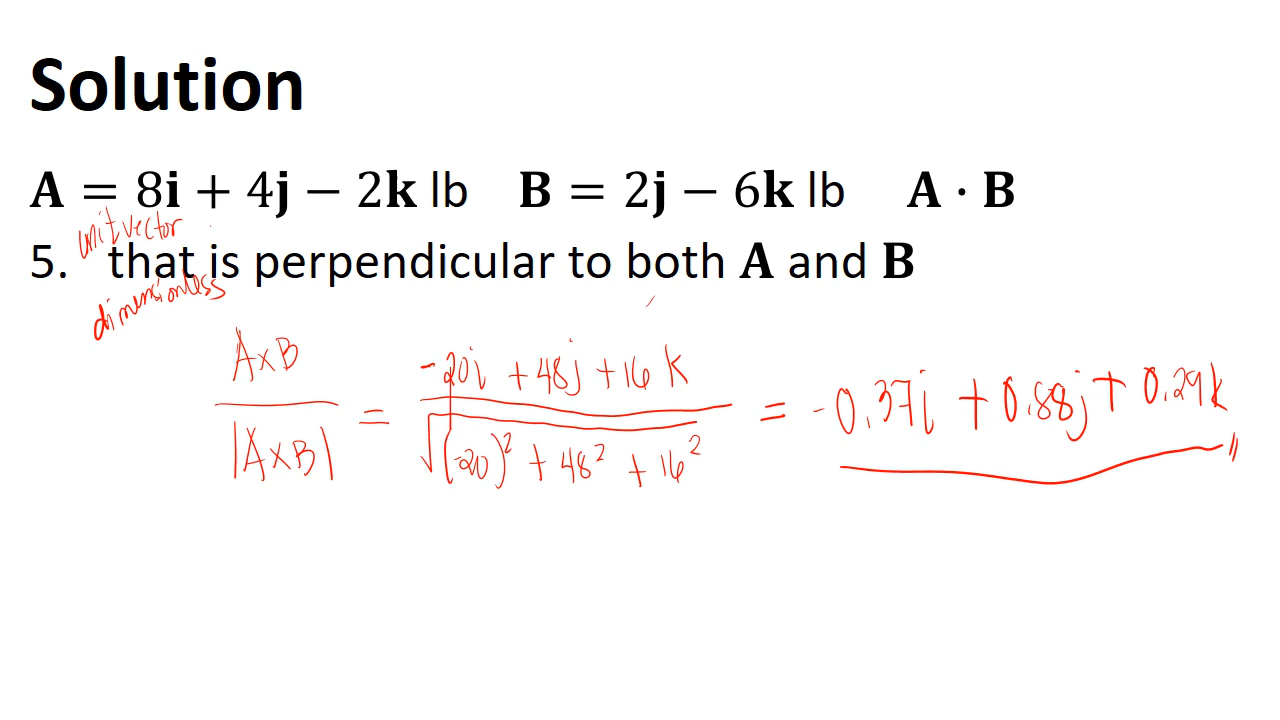 Solution
A = 8i + 4j − 2k lb B = 2j − 6k lb A · B
unit vector
5. that is perpendicular to both A and B
dimensionless
A×B
-20i + 48j + 16k
|A×B| = √(-20)² + 48² + 16² = -0.37i + 0.88j + 0.29k